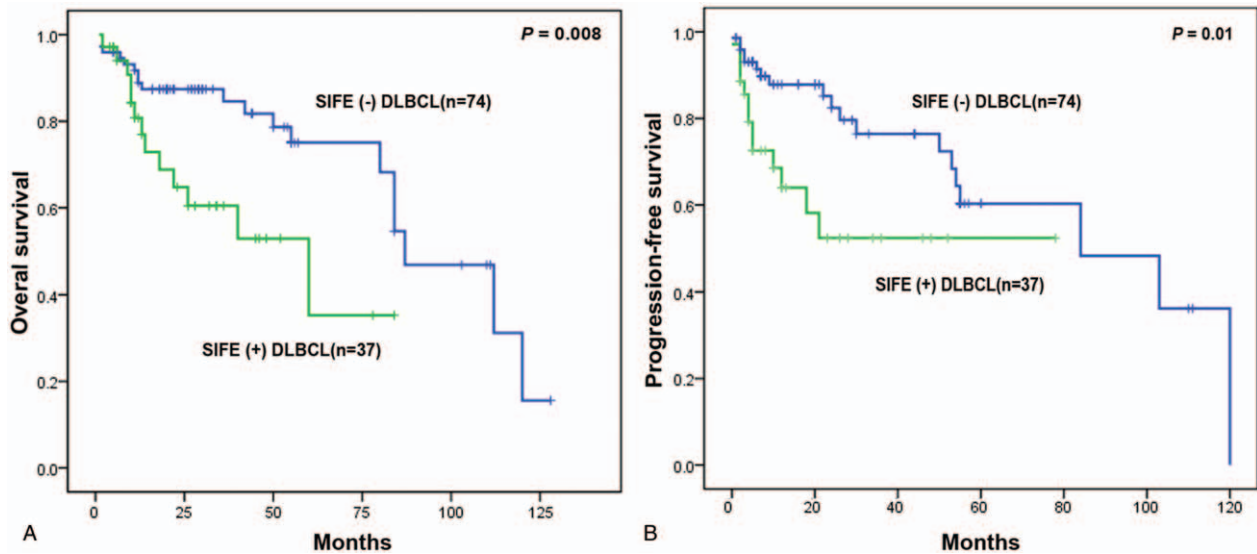 P = 0.008
1.0
0.8
0.6
0.4
0.2
0.0
Overal survival
SIFE (-) DLBCL(n=74)
SIFE (+) DLBCL(n=37)
0 25 50 75 100 125
A
Months
P = 0.01
1.0
0.8
0.6
0.4
0.2
0.0
Progression-free survival
SIFE (-) DLBCL(n=74)
SIFE (+) DLBCL(n=37)
0 20 40 60 80 100 120
B
Months